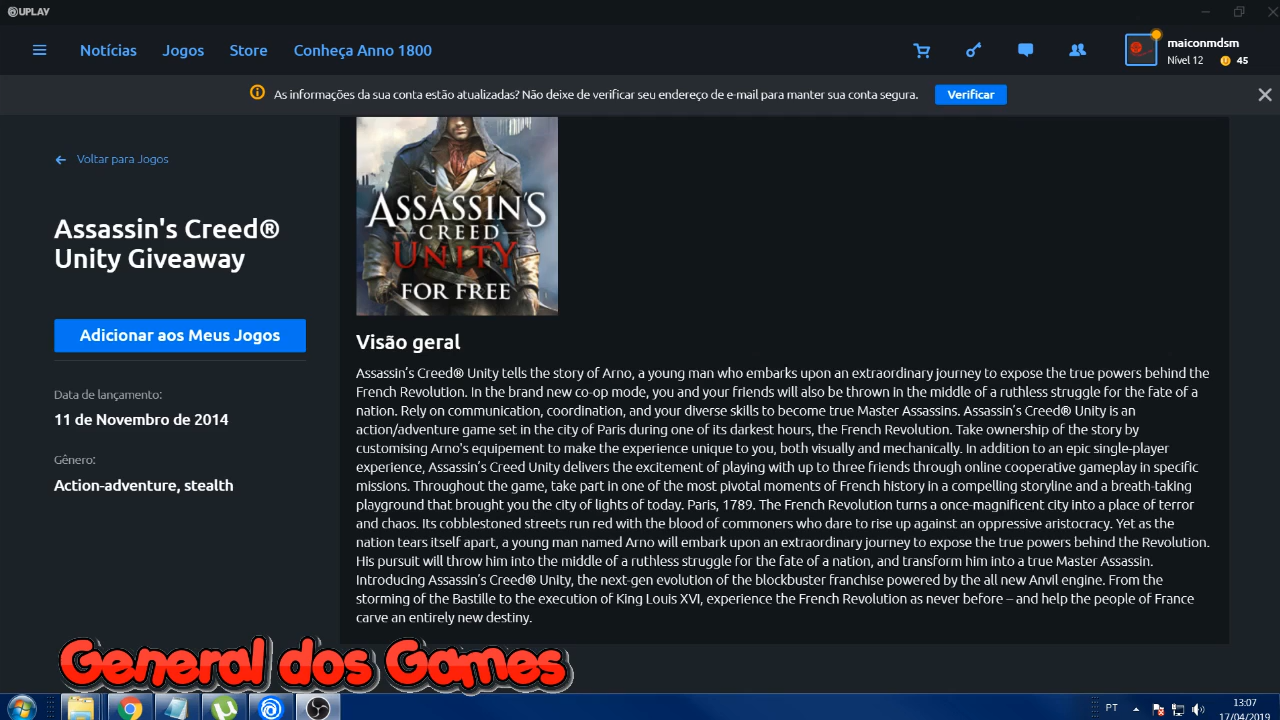 UPLAY
Notícias Jogos Store Conheça Anno 1800
maiconmdsm
Nível 12 45
As informações da sua conta estão atualizadas? Não deixe de verificar seu endereço de e-mail para manter sua conta segura. Verificar
Voltar para Jogos
Assassin's Creed®
Unity Giveaway
Adicionar aos Meus Jogos
Data de lançamento:
11 de Novembro de 2014
Gênero:
Action-adventure, stealth
ASSASSIN'S
CREED
UNITY
FOR FREE
Visão geral
Assassin's Creed® Unity tells the story of Arno, a young man who embarks upon an extraordinary journey to expose the true powers behind the
French Revolution. In the brand new co-op mode, you and your friends will also be thrown in the middle of a ruthless struggle for the fate of a
nation. Rely on communication, coordination, and your diverse skills to become true Master Assassins. Assassin's Creed® Unity is an
action/adventure game set in the city of Paris during one of its darkest hours, the French Revolution. Take ownership of the story by
customising Arno's equipement to make the experience unique to you, both visually and mechanically. In addition to an epic single-player
experience, Assassin's Creed Unity delivers the excitement of playing with up to three friends through online cooperative gameplay in specific
missions. Throughout the game, take part in one of the most pivotal moments of French history in a compelling storyline and a breath-taking
playground that brought you the city of lights of today. Paris, 1789. The French Revolution turns a once-magnificent city into a place of terror
and chaos. Its cobblestoned streets run red with the blood of commoners who dare to rise up against an oppressive aristocracy. Yet as the
nation tears itself apart, a young man named Arno will embark upon an extraordinary journey to expose the true powers behind the Revolution.
His pursuit will throw him into the middle of a ruthless struggle for the fate of a nation, and transform him into a true Master Assassin.
Introducing Assassin's Creed® Unity, the next-gen evolution of the blockbuster franchise powered by the all new Anvil engine. From the
storming of the Bastille to the execution of King Louis XVI, experience the French Revolution as never before – and help the people of France
carve an entirely new destiny.
General dos Games
PT
13:07
17/04/2019